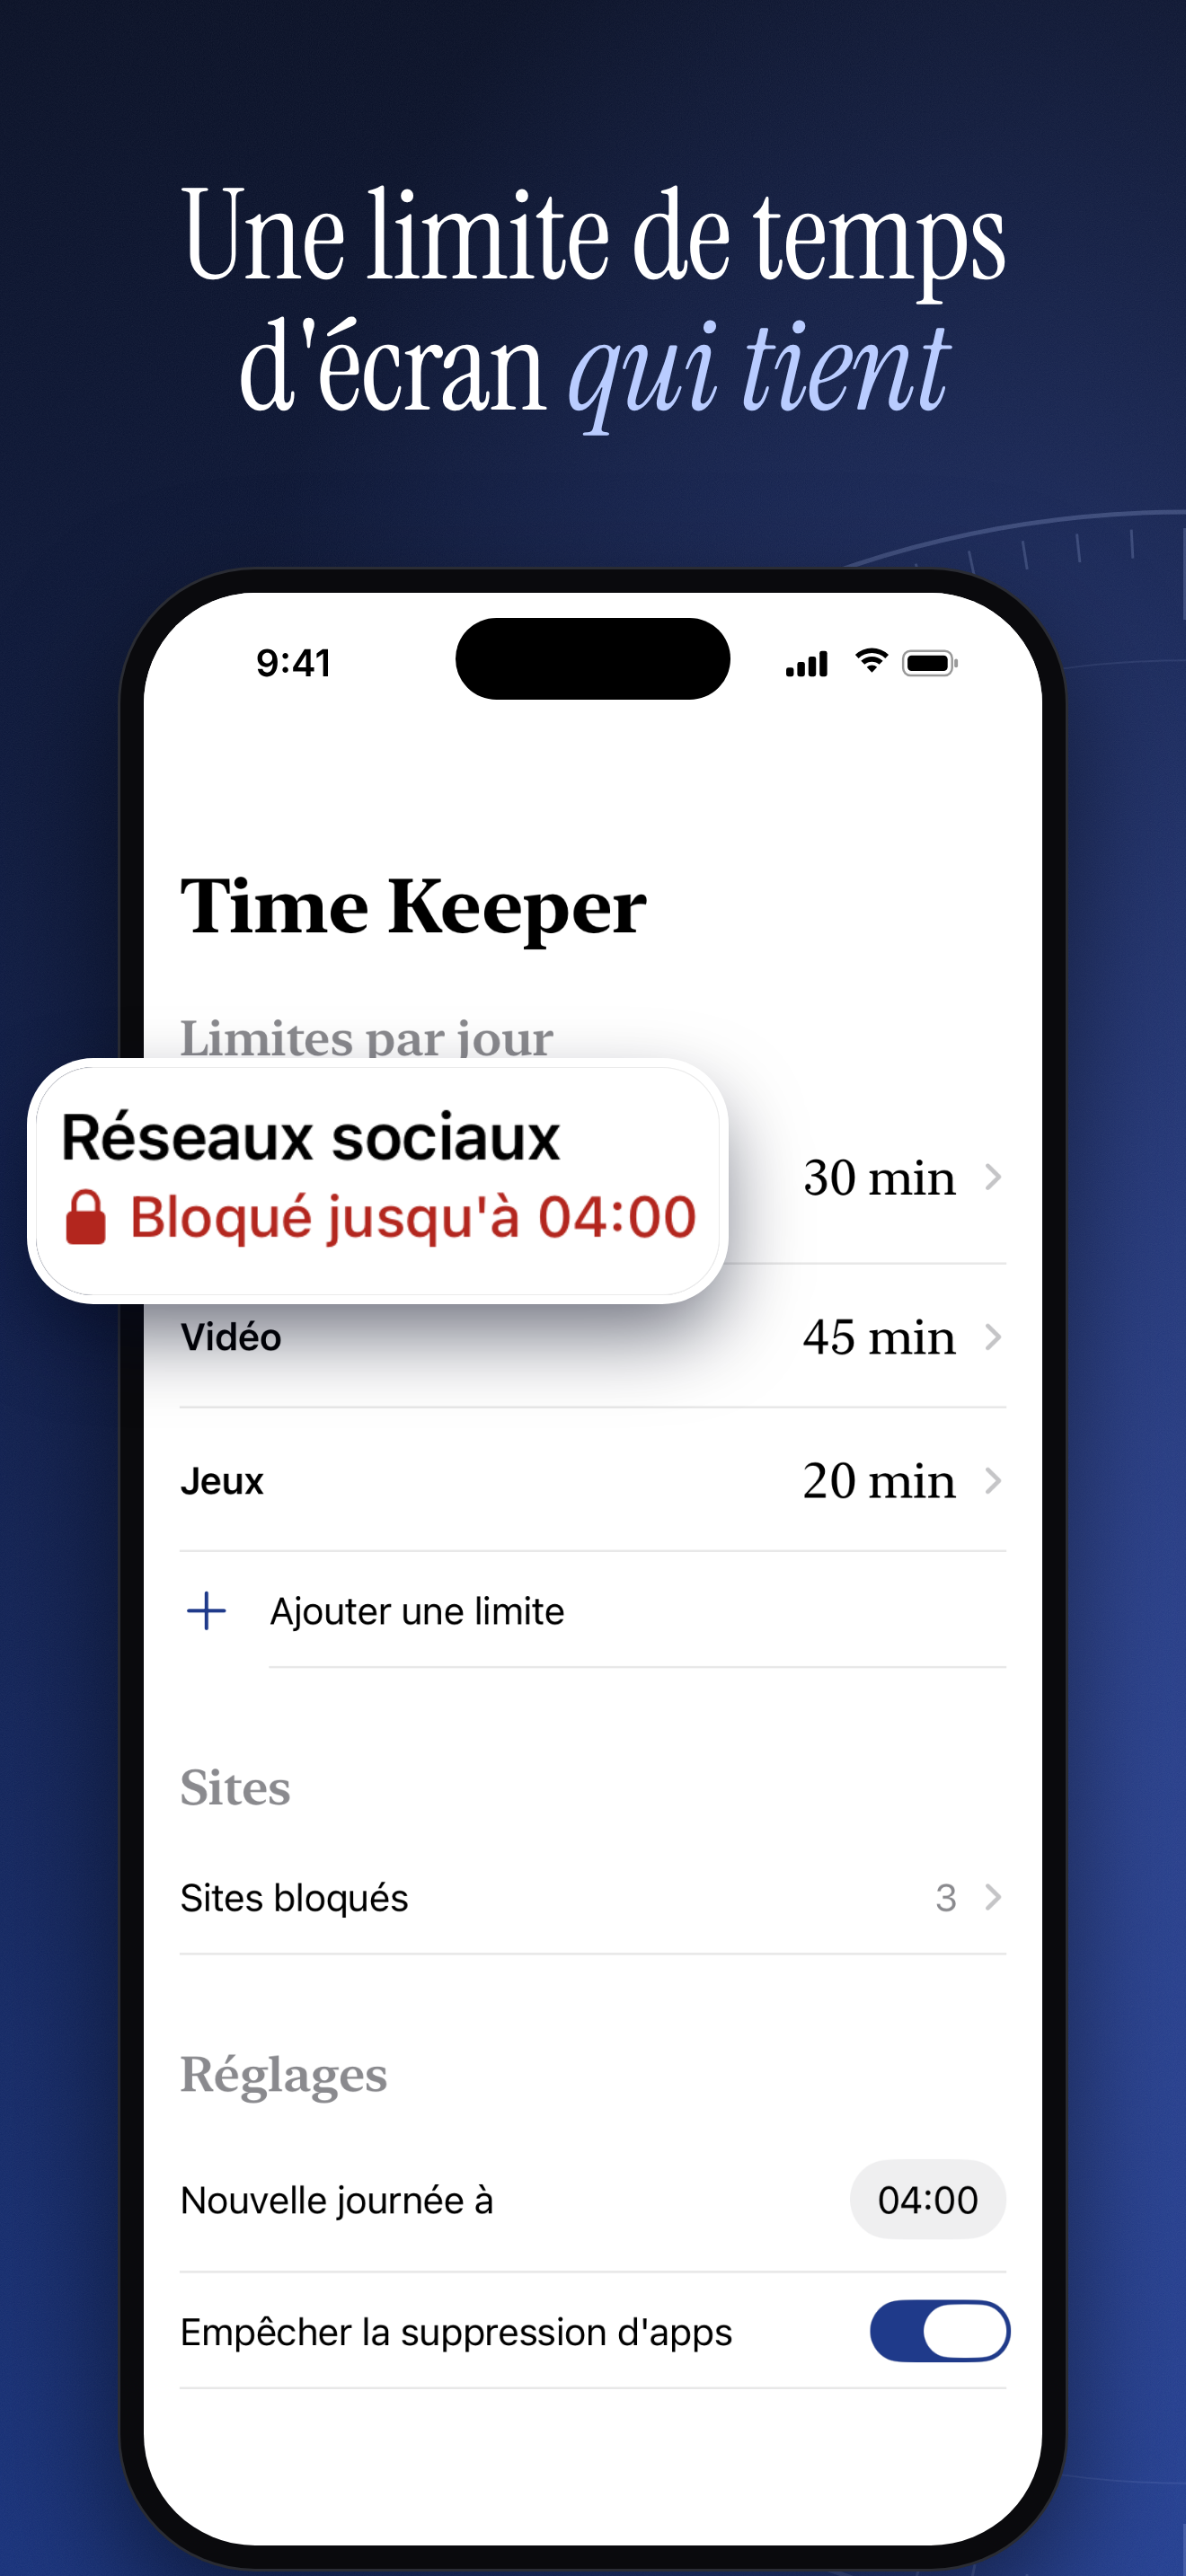 Une limite de temps
d'écran qui tient
9:41
Time Keeper
Limites par jour
Réseaux sociaux
Bloqué jusqu'à 04:00
30 min
Vidéo
45 min
Jeux
20 min
Ajouter une limite
Sites
Sites bloqués
3
Réglages
Nouvelle journée à
04:00
Empêcher la suppression d'apps